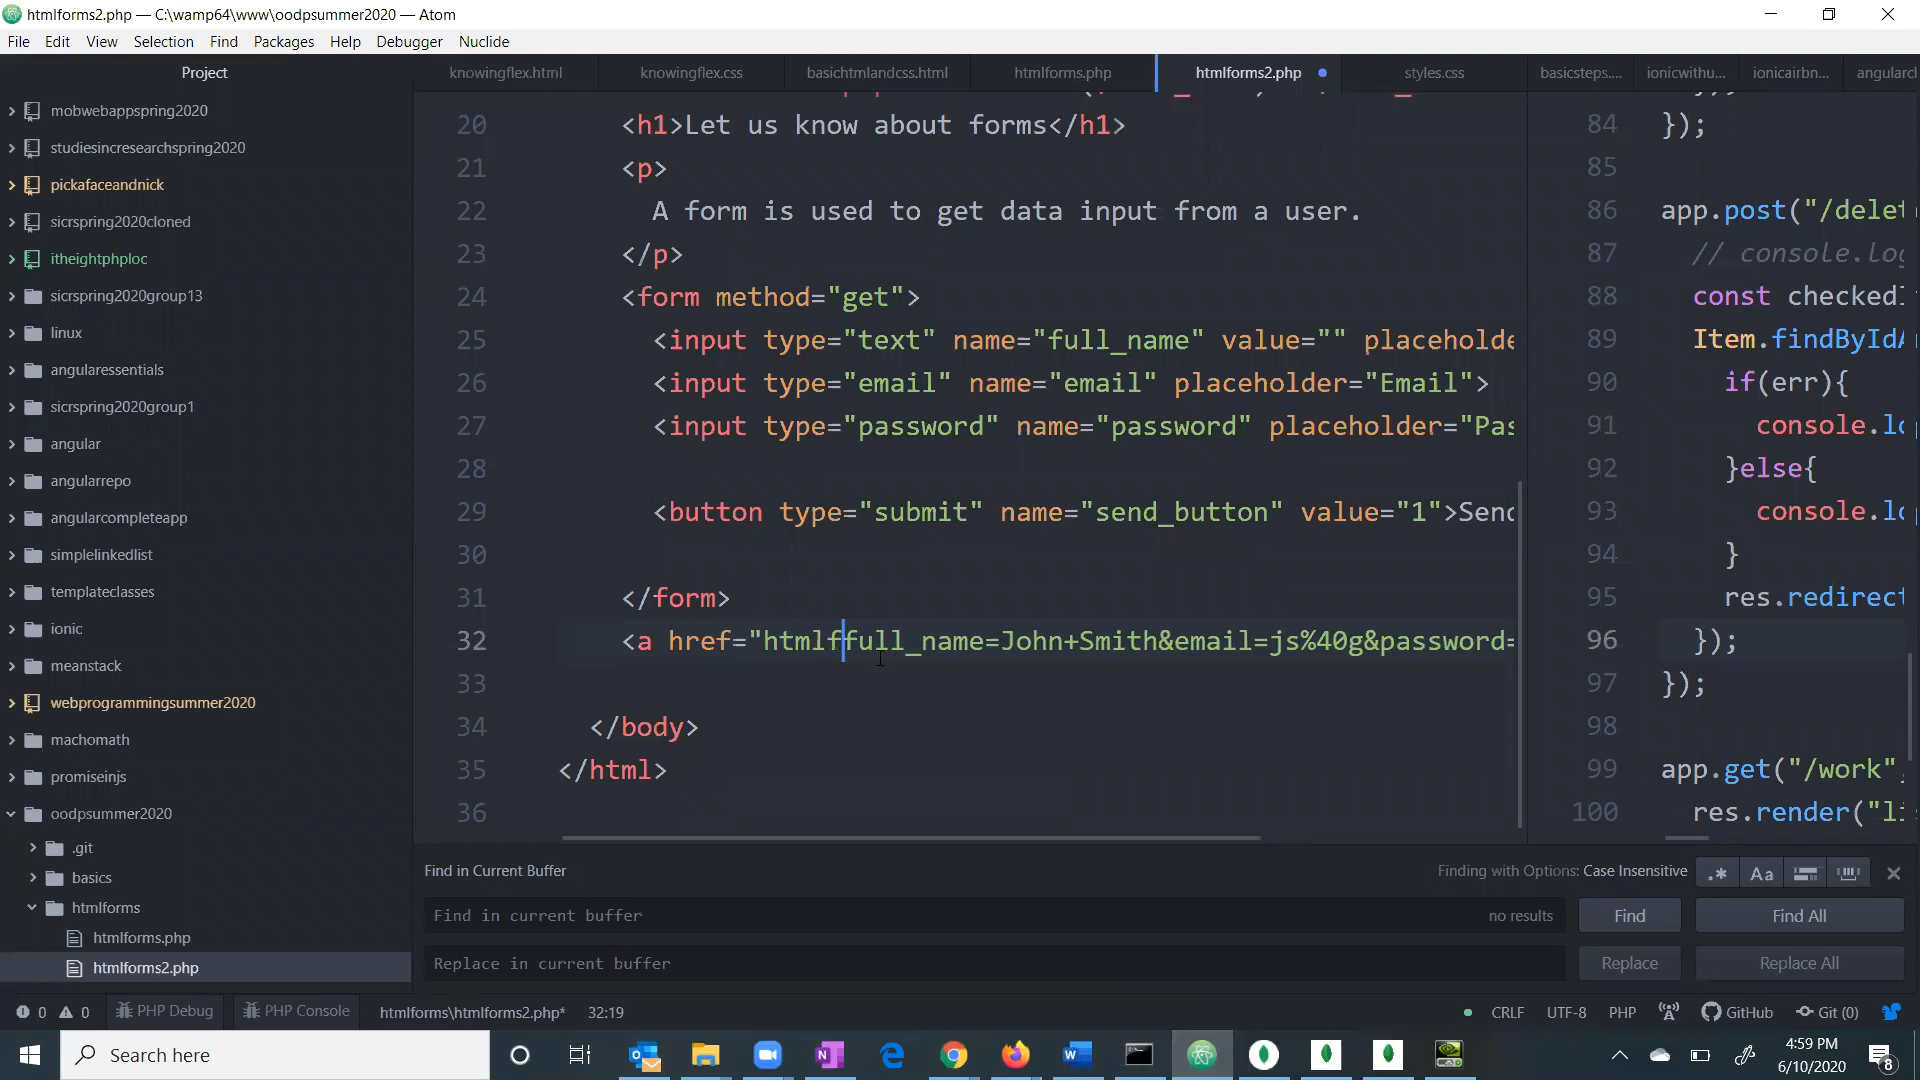 htmlforms2.php — C:\wamp64\www\oodpsummer2020 — Atom
File Edit View Selection Find Packages Help Debugger Nuclide
Project
mobwebappspring2020
studiesincresearchspring2020
pickafaceandnick
sicrspring2020cloned
itheightphploc
sicrspring2020group13
linux
angularessentials
sicrspring2020group1
angular
angularrepo
angularcompleteapp
simplelinkedlist
templateclasses
ionic
meanstack
webprogrammingsummer2020
machomath
promiseinjs
oodpsummer2020
.git
basics
htmlforms
htmlforms.php
htmlforms2.php
knowingflex.html knowingflex.css basichtmlandcss.html htmlforms.php htmlforms2.php styles.css basicsteps.... ionicwithu... ionicairbn... angularcl
20 <h1>Let us know about forms</h1>
21 <p>
22 A form is used to get data input from a user.
23 </p>
24 <form method="get">
25 <input type="text" name="full_name" value="" placeholde
26 <input type="email" name="email" placeholder="Email">
27 <input type="password" name="password" placeholder="Pas
28
29 <button type="submit" name="send_button" value="1">Send
30
31 </form>
32 <a href="htmlffull_name=John+Smith&email=js%40g&password=
33
34 </body>
35 </html>
36
84 });
85
86 app.post("/delet
87 // console.log
88 const checkedI
89 Item.findByIdA
90 if(err){
91 console.lo
92 }else{
93 console.lo
94 }
95 res.redirect
96 });
97 });
98
99 app.get("/work"
100 res.render("li
Find in Current Buffer
Finding with Options: Case Insensitive
.* Aa
Find in current buffer
no results
Find
Find All
Replace in current buffer
Replace
Replace All
0 0 PHP Debug PHP Console htmlforms\htmlforms2.php* 32:19
CRLF UTF-8 PHP GitHub Git (0)
Search here
4:59 PM
6/10/2020
8